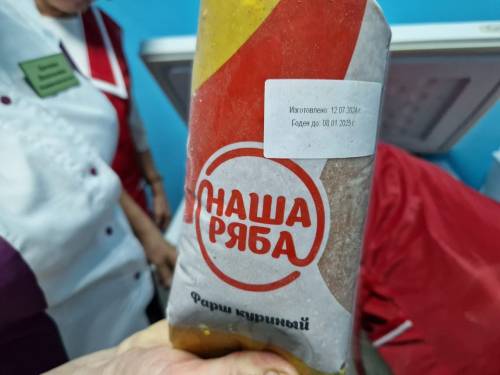 Изготовлено: 12.07.2024 г.
Годен до: 08.01.2025 г.
НАША
РЯБА
Фарш куриный